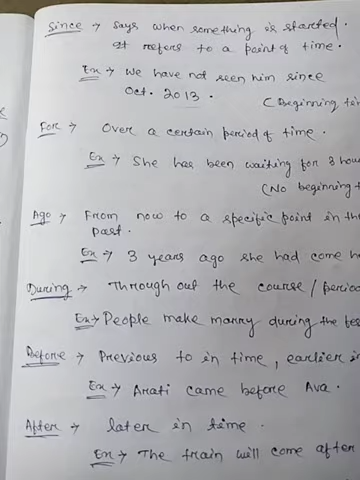 Since → Says when something is started.
It refers to a point of time.
Ex → We have not seen him since
Oct. 2013.
(Beginning
For → Over a certain period of time.
Ex → She has been waiting for 3
(No beginning
Ago → From now to a specific point in the
past.
Ex → 3 years ago she had come
During → Through out the course/
Ex → People make marry during the
Before → Previous to in time, earlier
Ex → Arati came before Ava.
After → later in time.
Ex → The train will come after